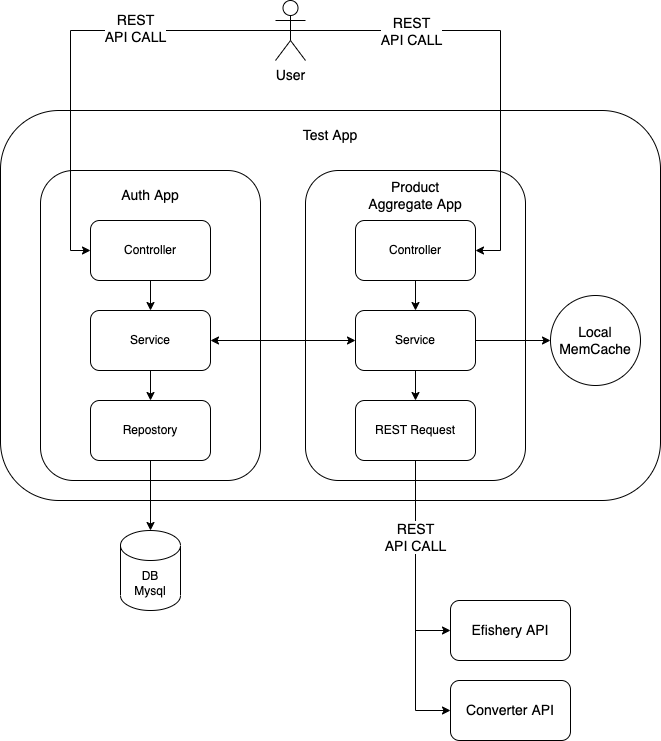 REST
API CALL
REST
API CALL
User
Test App
Auth App
Product
Aggregate App
Controller
Controller
Service
Service
Local
MemCache
Repostory
REST Request
REST
API CALL
DB
Mysql
Efishery API
Converter API